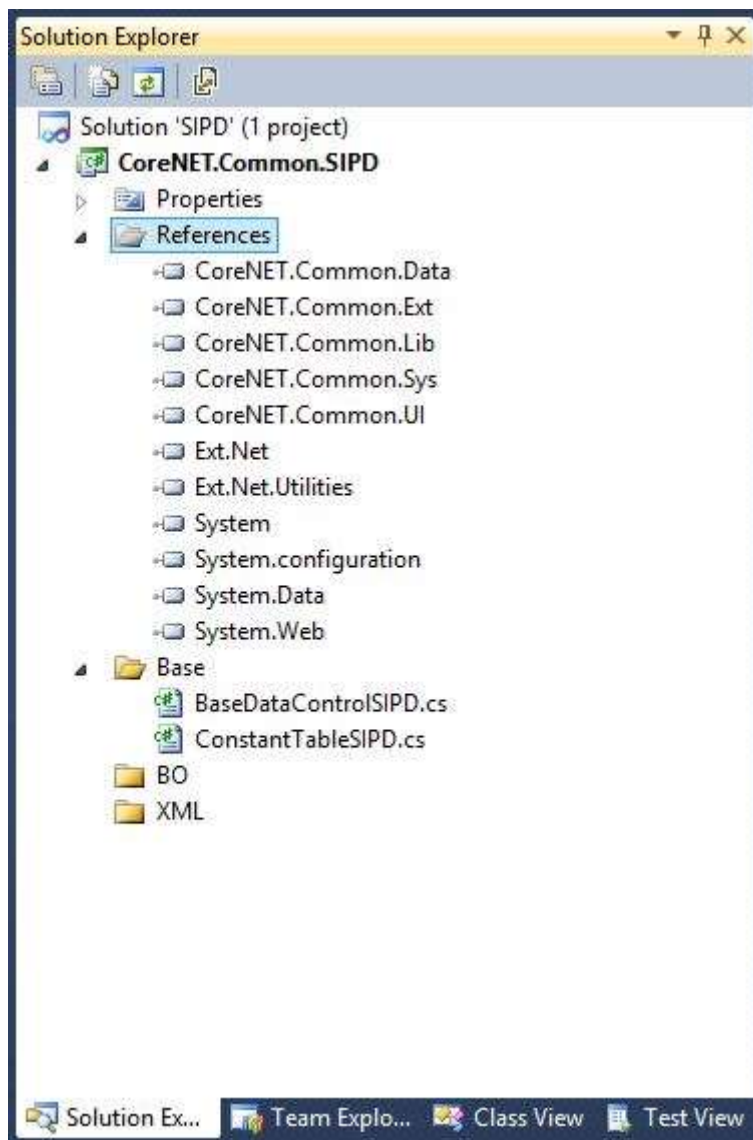 Solution Explorer
Solution 'SIPD' (1 project)
CoreNET.Common.SIPD
Properties
References
CoreNET.Common.Data
CoreNET.Common.Ext
CoreNET.Common.Lib
CoreNET.Common.Sys
CoreNET.Common.UI
Ext.Net
Ext.Net.Utilities
System
System.configuration
System.Data
System.Web
Base
BaseDataControlSIPD.cs
ConstantTableSIPD.cs
BO
XML
Solution Ex... Team Explo... Class View Test View